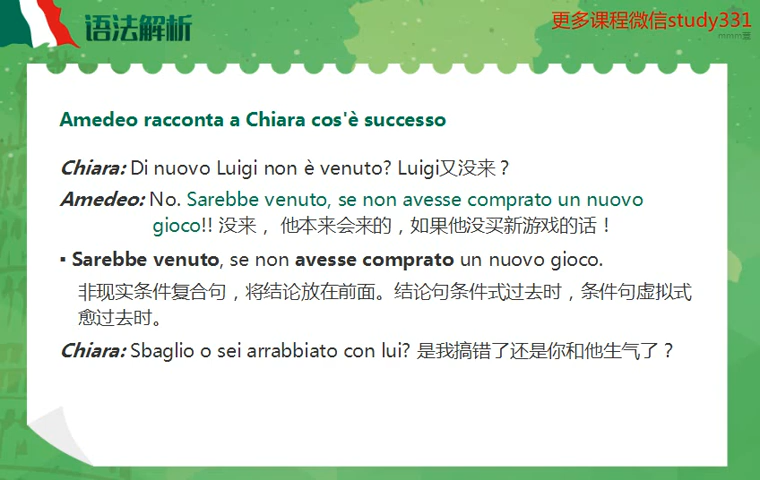 语法解析
更多课程微信study331
mmm薑
Amedeo racconta a Chiara cos'è successo
Chiara: Di nuovo Luigi non è venuto? Luigi又没来？
Amedeo: No. Sarebbe venuto, se non avesse comprato un nuovo
gioco!! 没来， 他本来会来的，如果他没买新游戏的话！
▪ Sarebbe venuto, se non avesse comprato un nuovo gioco.
非现实条件复合句，将结论放在前面。结论句条件式过去时，条件句虚拟式
愈过去时。
Chiara: Sbaglio o sei arrabbiato con lui? 是我搞错了还是你和他生气了？